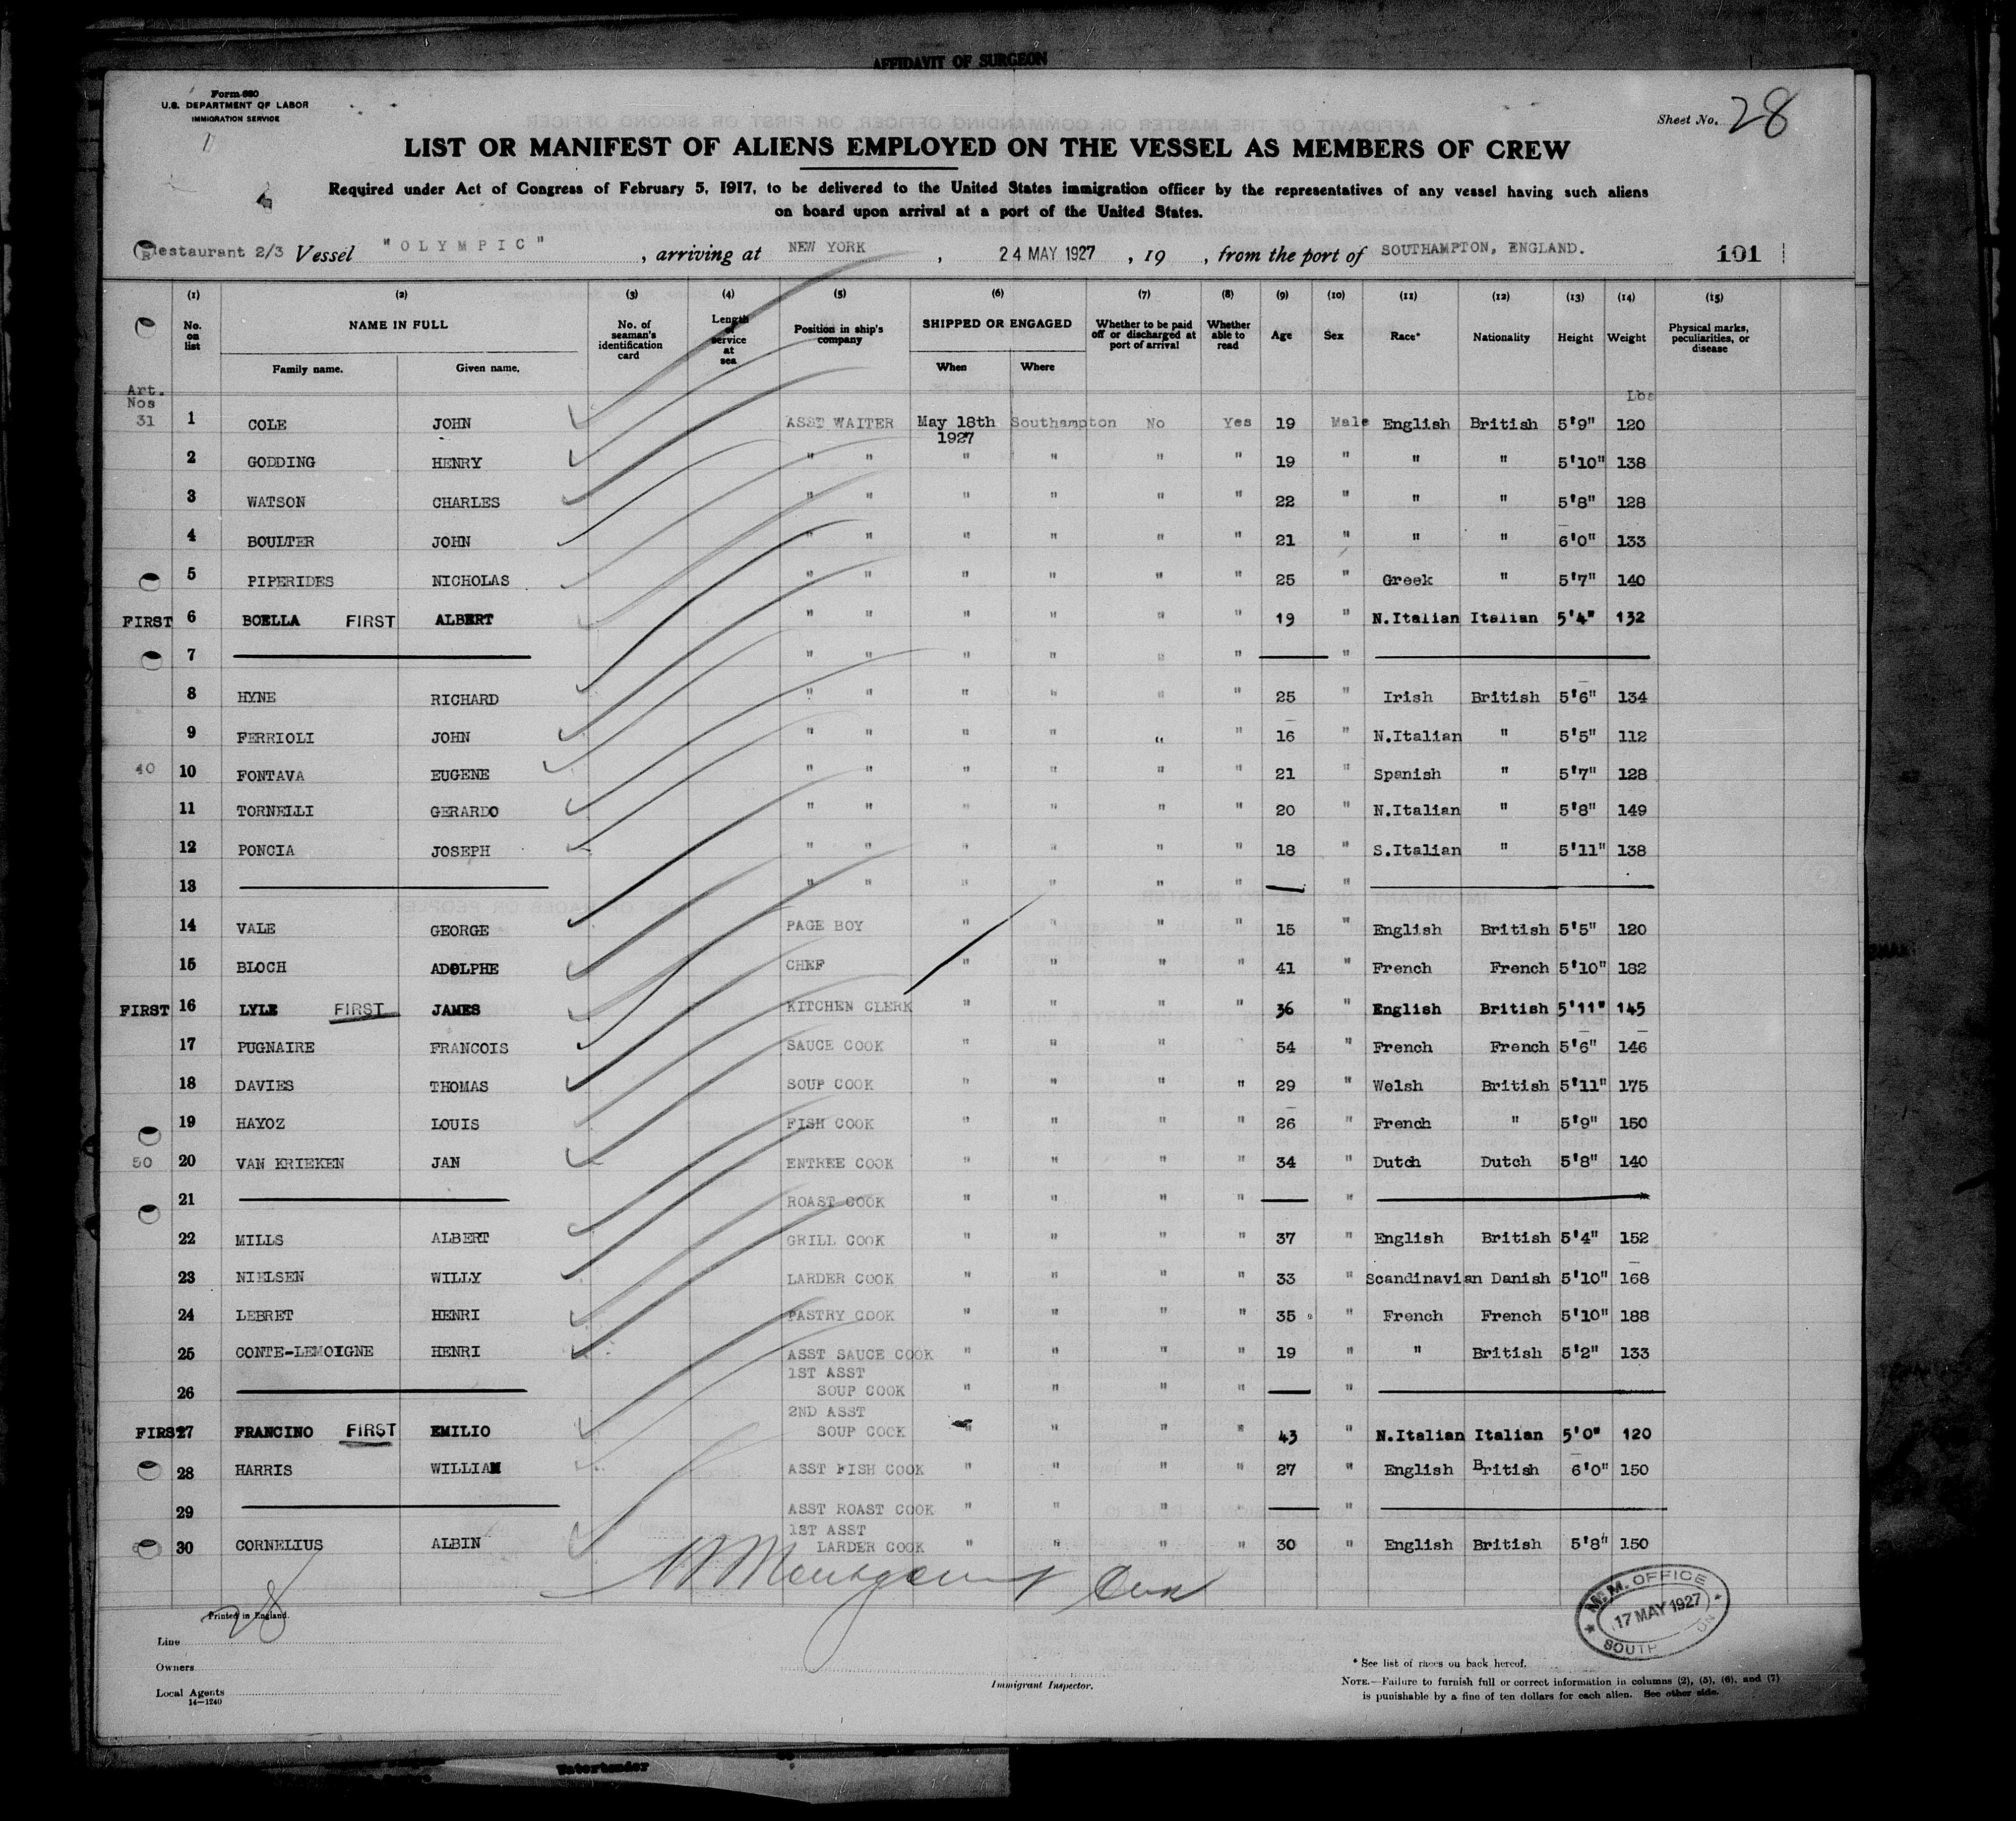 AFFIDAVIT OF SURGEON
Form 680
U.S. DEPARTMENT OF LABOR
IMMIGRATION SERVICE
Sheet No. 28
LIST OR MANIFEST OF ALIENS EMPLOYED ON THE VESSEL AS MEMBERS OF CREW
Required under Act of Congress of February 5, 1917, to be delivered to the United States immigration officer by the representatives of any vessel having such aliens
on board upon arrival at a port of the United States.
Restaurant 2/3 Vessel "OLYMPIC", arriving at NEW YORK, 24 MAY 1927, 19 , from the port of SOUTHAMPTON, ENGLAND. 101
(1) (2) (3) (4) (5) (6) (7) (8) (9) (10) (11) (12) (13) (14) (15)
No. on list NAME IN FULL Family name. Given name. No. of seaman's identification card Length of service at sea Position in ship's company SHIPPED OR ENGAGED When Where Whether to be paid off or discharged at port of arrival Whether able to read Age Sex Race* Nationality Height Weight Physical marks, peculiarities, or disease
Art. Nos Lbs
31 1 COLE JOHN ASST WAITER May 18th 1927 Southampton No Yes 19 Male English British 5'9" 120
2 GODDING HENRY " " " " " " 19 " " " 5'10" 138
3 WATSON CHARLES " " " " " " 22 " " " 5'8" 128
4 BOULTER JOHN " " " " " " 21 " " " 6'0" 133
5 PIPERIDES NICHOLAS " " " " " " 25 " Greek " 5'7" 140
FIRST 6 BOELLA FIRST ALBERT " " " " " " 19 " N.Italian Italian 5'4" 132
7 " " " " " " "
8 HYNE RICHARD " " " " " " 25 " Irish British 5'6" 134
9 FERRIOLI JOHN " " " " " " 16 " N.Italian " 5'5" 112
40 10 FONTAVA EUGENE " " " " " " 21 " Spanish " 5'7" 128
11 TORNELLI GERARDO " " " " " " 20 " N.Italian " 5'8" 149
12 PONCIA JOSEPH " " " " " " 18 " S.Italian " 5'11" 138
13 " " " " " " "
14 VALE GEORGE PAGE BOY " " " " 15 " English British 5'5" 120
15 BLOCH ADOLPHE CHEF " " " " 41 " French French 5'10" 182
FIRST 16 LYLE FIRST JAMES KITCHEN CLERK " " " " 36 " English British 5'11" 145
17 PUGNAIRE FRANCOIS SAUCE COOK " " " " 54 " French French 5'6" 146
18 DAVIES THOMAS SOUP COOK " " " " 29 " Welsh British 5'11" 175
19 HAYOZ LOUIS FISH COOK " " " " 26 " French " 5'9" 150
50 20 VAN KRIEKEN JAN ENTREE COOK " " " " 34 " Dutch Dutch 5'8" 140
21 ROAST COOK " " " " "
22 MILLS ALBERT GRILL COOK " " " " 37 " English British 5'4" 152
23 NIELSEN WILLY LARDER COOK " " " " 33 " Scandinavian Danish 5'10" 168
24 LEBRET HENRI PASTRY COOK " " " " 35 " French French 5'10" 188
25 CONTE-LEMOIGNE HENRI ASST SAUCE COOK " " " " 19 " " British 5'2" 133
26 1ST ASST SOUP COOK " " " " "
FIRST 27 FRANCINO FIRST EMILIO 2ND ASST SOUP COOK " " " " 43 " N.Italian Italian 5'0" 120
28 HARRIS WILLIAM ASST FISH COOK " " " " 27 " English British 6'0" 150
29 ASST ROAST COOK " " " " "
30 CORNELIUS ALBIN 1ST ASST LARDER COOK " " " " 30 " English British 5'8" 150
28
Printed in England.
M.M. OFFICE
17 MAY 1927
Line
Owners
Local Agents
14-1240
Immigrant Inspector.
* See list of races on back hereof.
NOTE.—Failure to furnish full or correct information in columns (2), (5), (6), and (7)
is punishable by a fine of ten dollars for each alien. See other side.